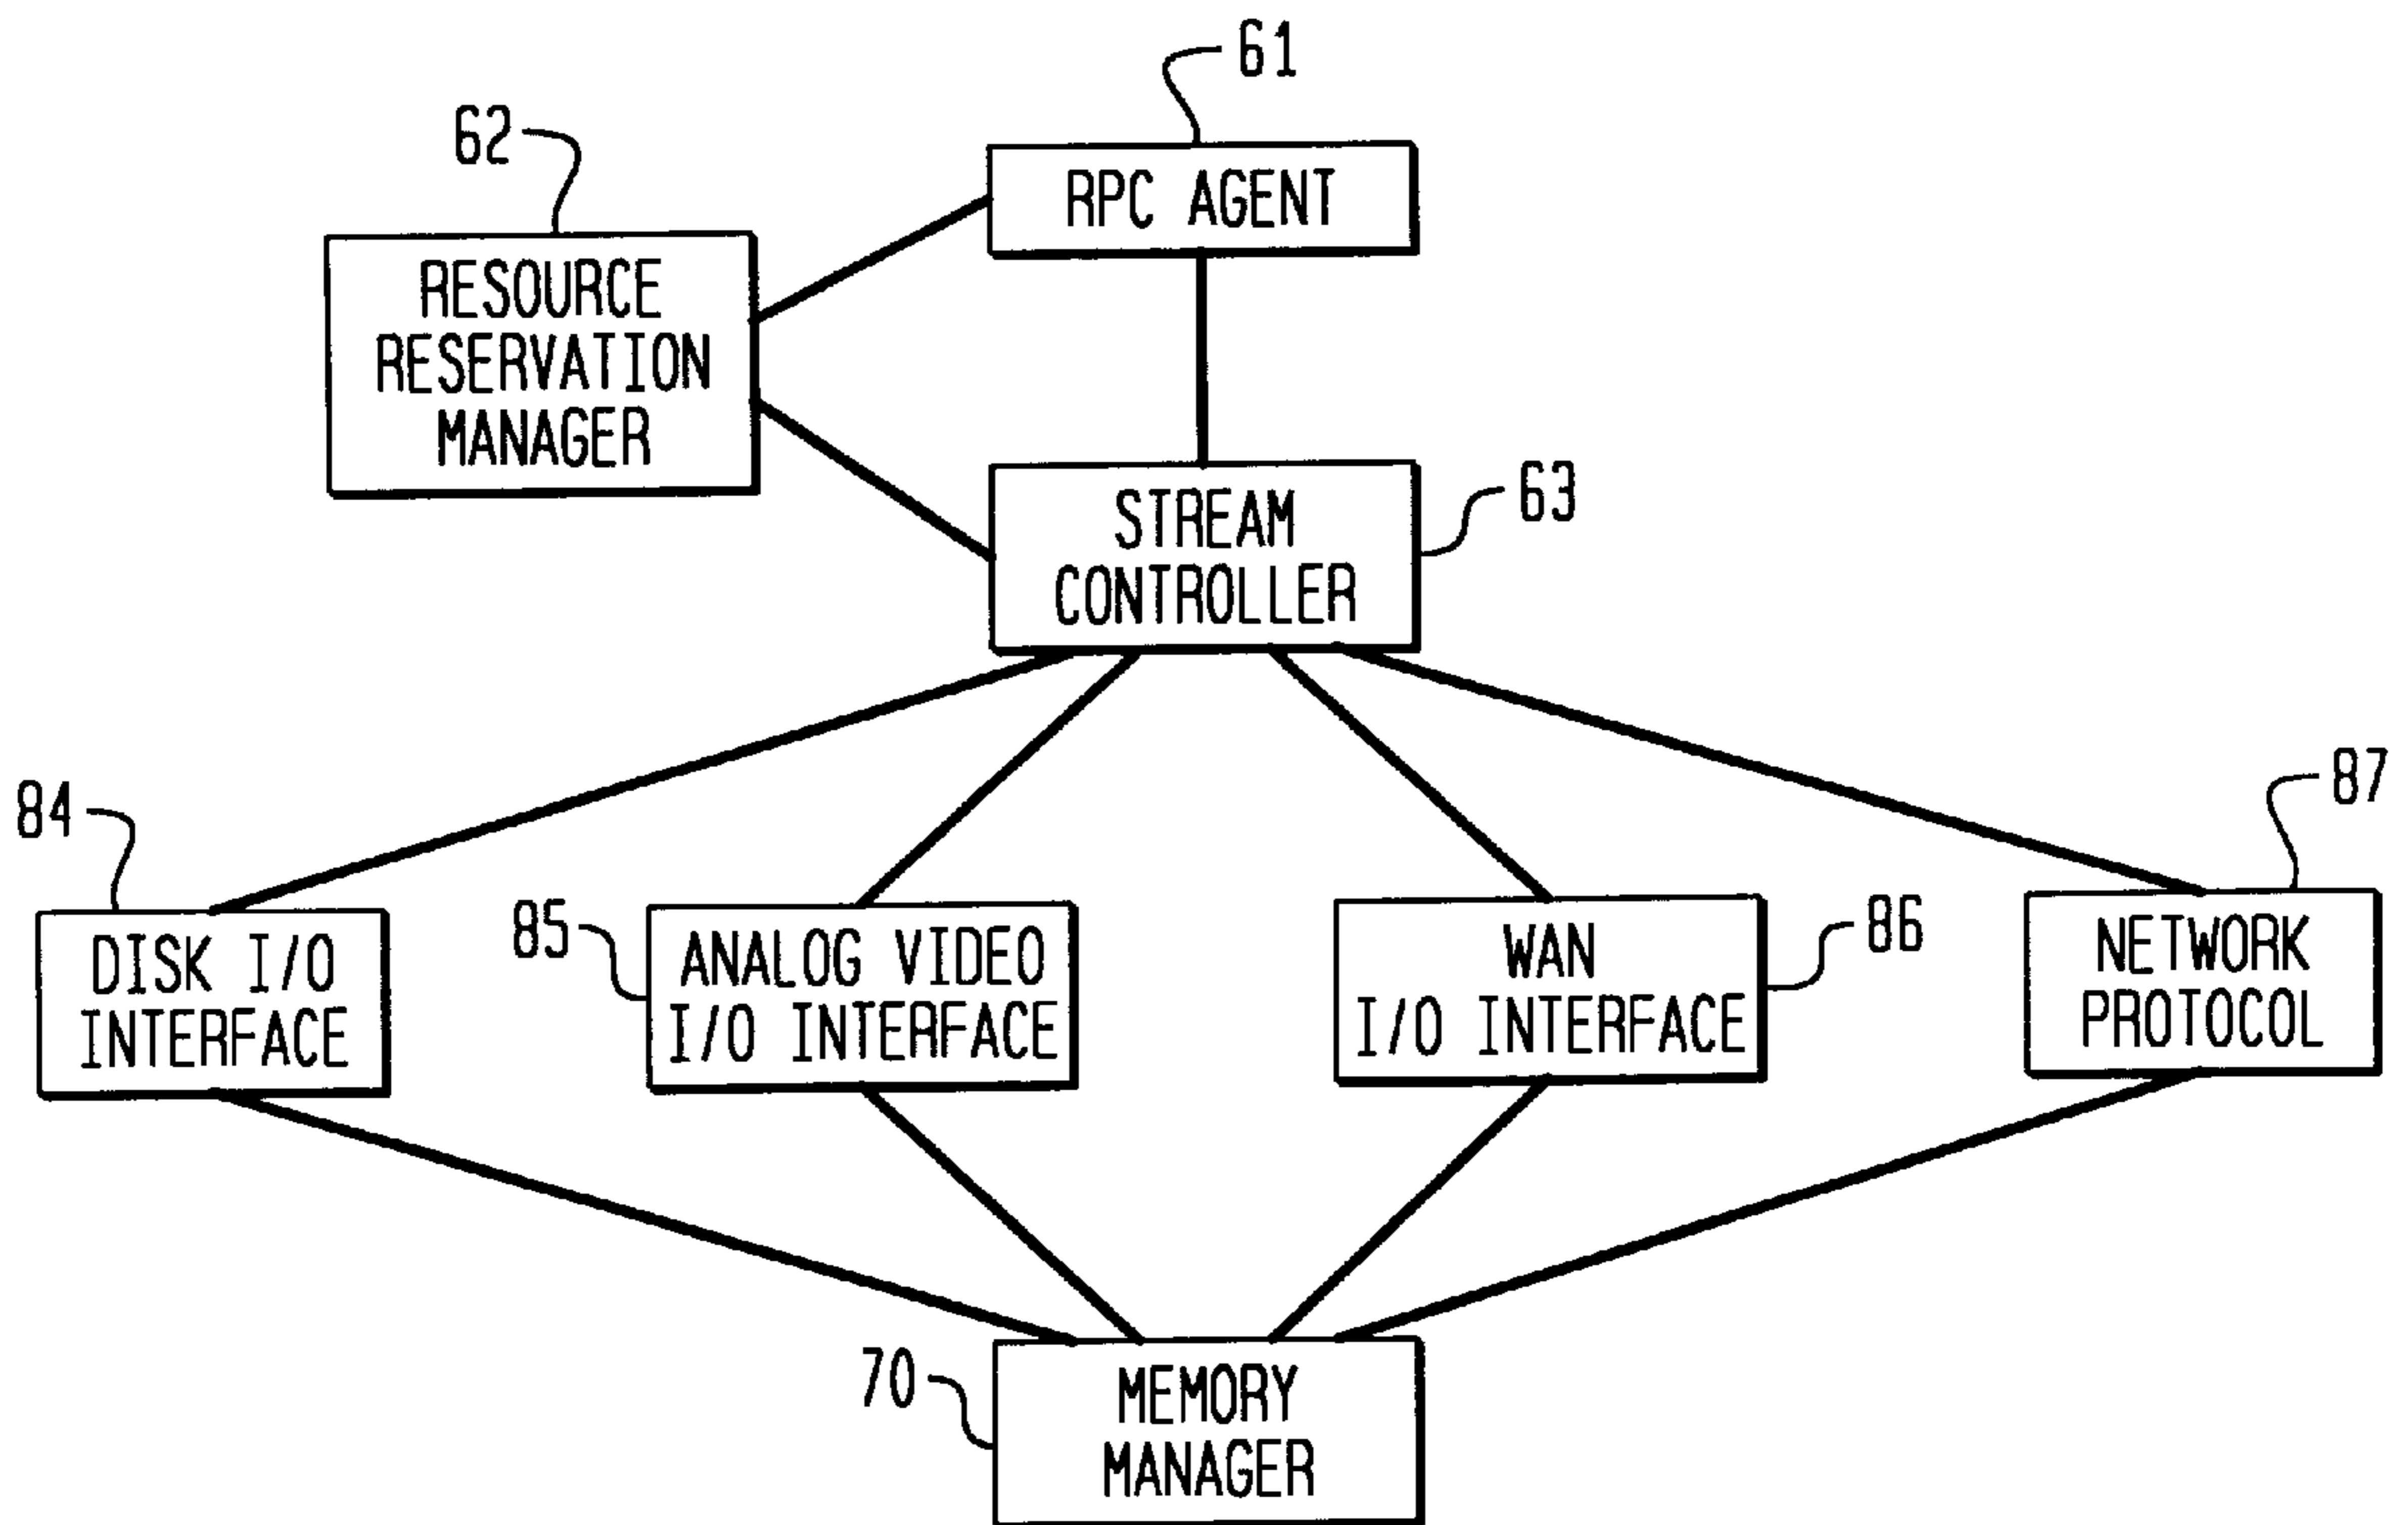 61
62
RPC AGENT
RESOURCE
RESERVATION
MANAGER
63
STREAM
CONTROLLER
84
87
85
86
DISK I/O
INTERFACE
ANALOG VIDEO
I/O INTERFACE
WAN
I/O INTERFACE
NETWORK
PROTOCOL
70
MEMORY
MANAGER